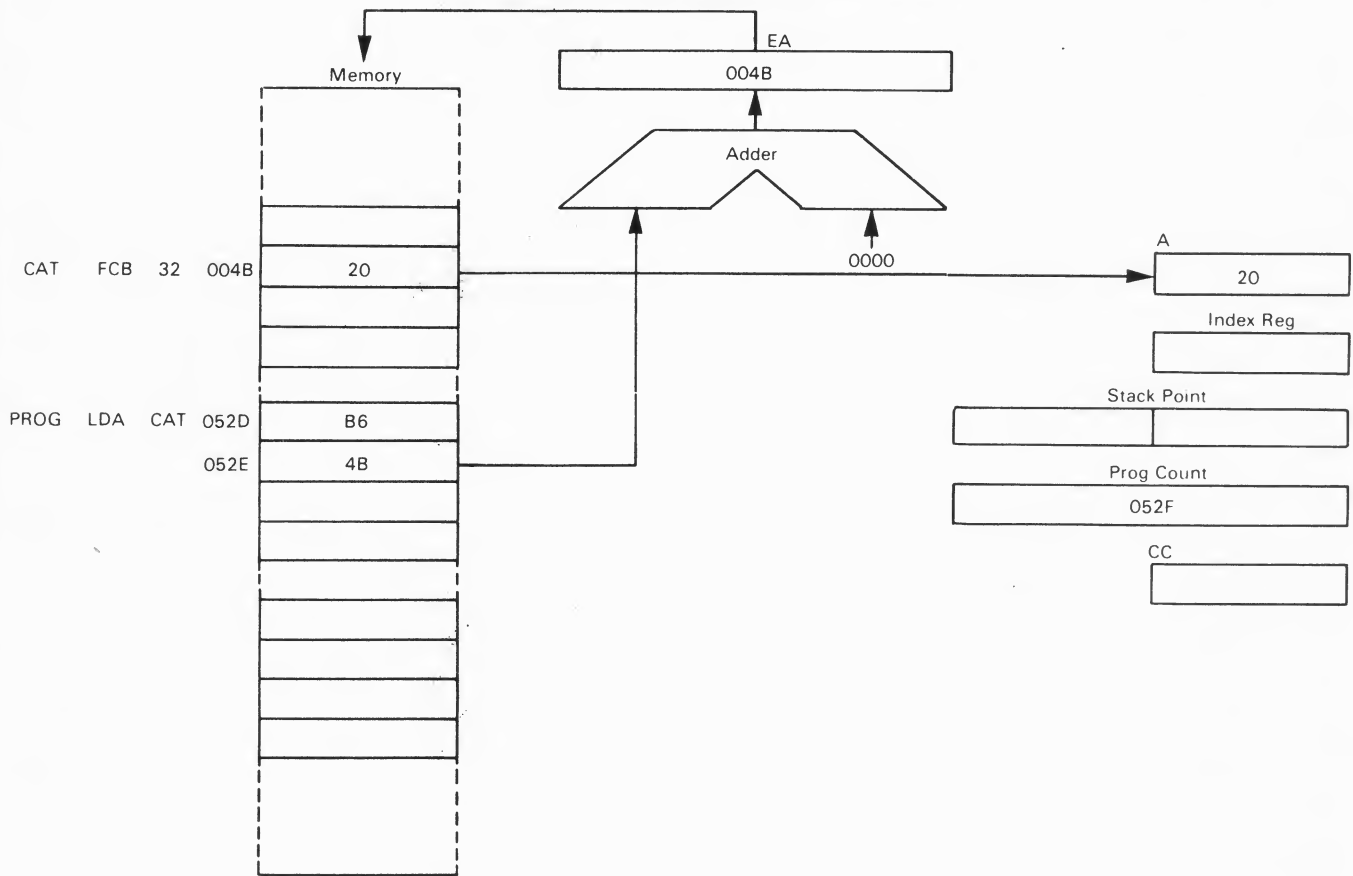 EA
004B
Memory
Adder
0000
A
CAT FCB 32 004B 20
20
Index Reg
Stack Point
PROG LDA CAT 052D B6
052E 4B
Prog Count
052F
CC